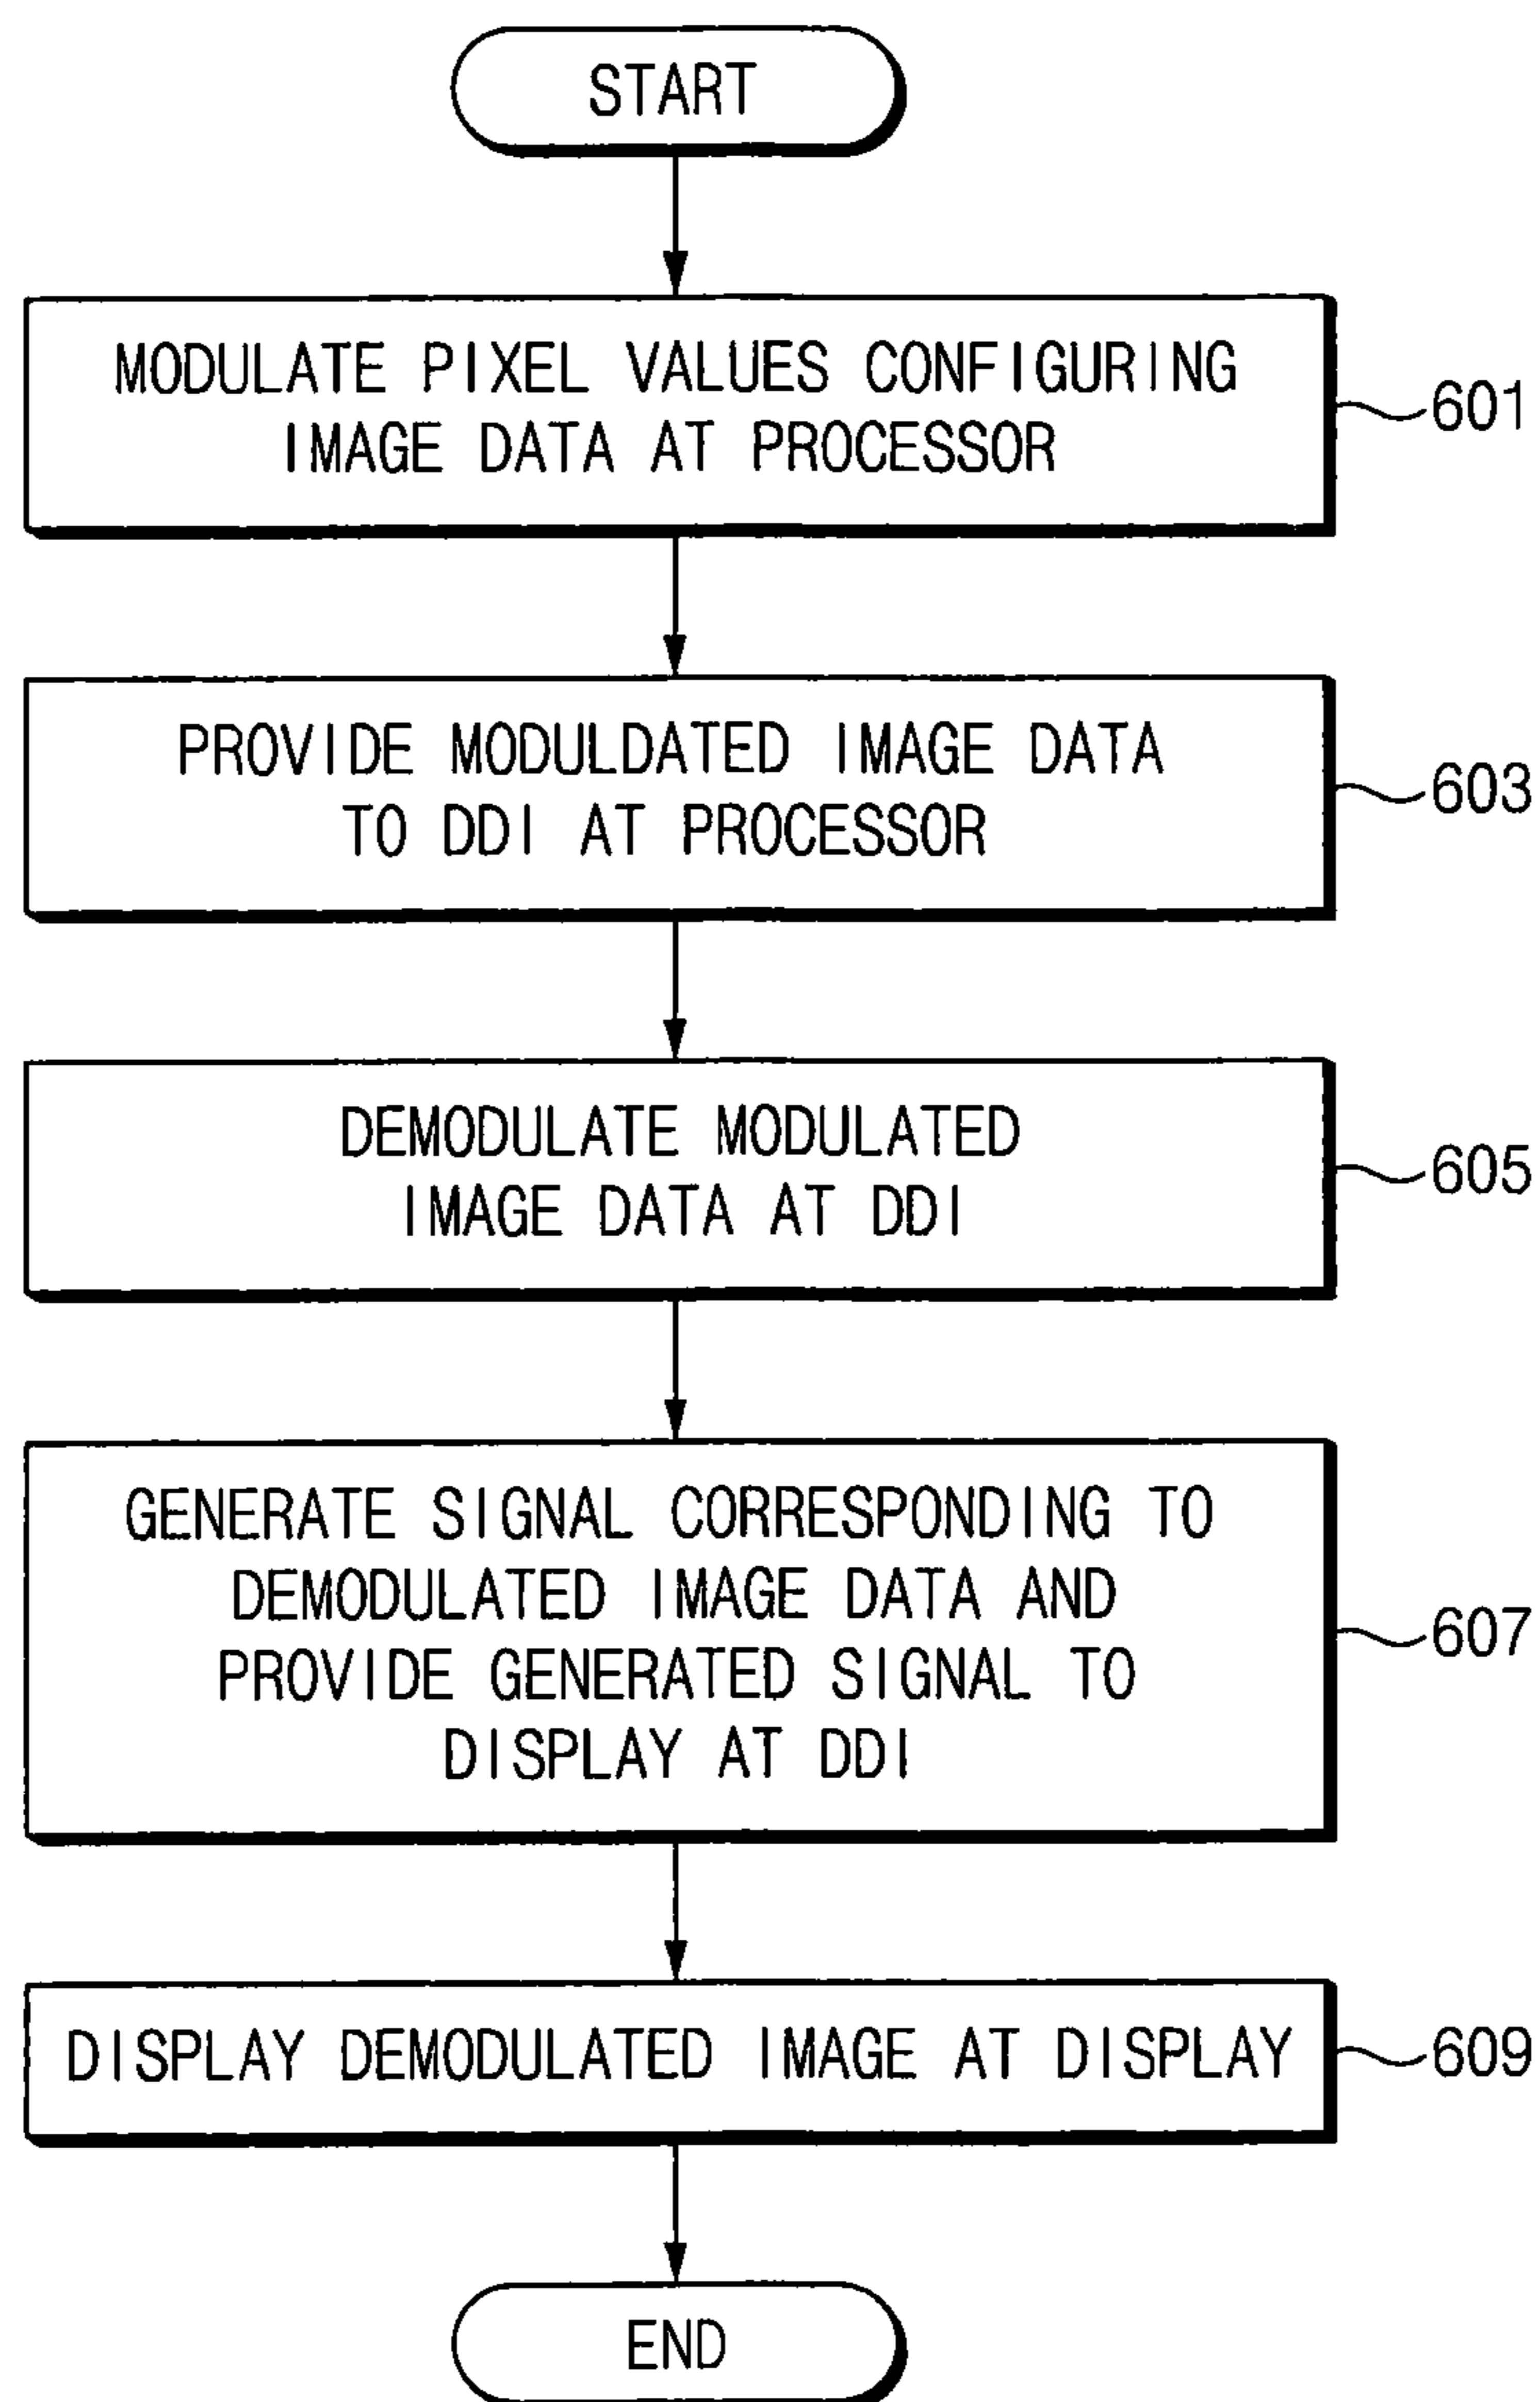 START
MODULATE PIXEL VALUES CONFIGURING
IMAGE DATA AT PROCESSOR
601
PROVIDE MODULDATED IMAGE DATA
TO DDI AT PROCESSOR
603
DEMODULATE MODULATED
IMAGE DATA AT DDI
605
GENERATE SIGNAL CORRESPONDING TO
DEMODULATED IMAGE DATA AND
PROVIDE GENERATED SIGNAL TO
DISPLAY AT DDI
607
DISPLAY DEMODULATED IMAGE AT DISPLAY
609
END